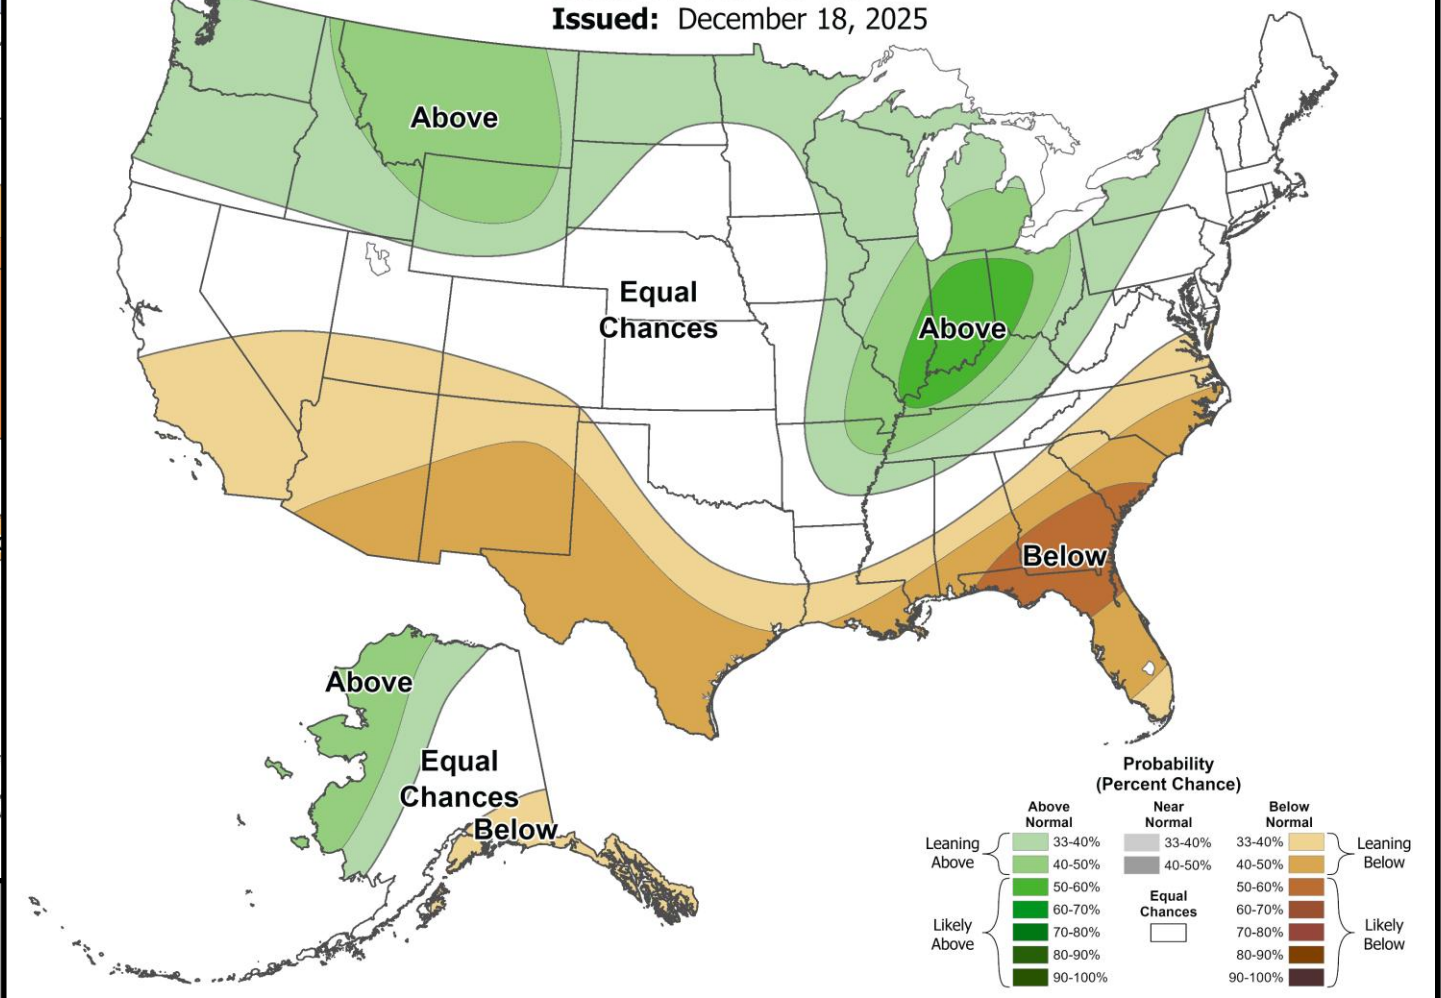 Issued: December 18, 2025
Above
Equal
Chances
Above
Below
Above
Equal
Chances
Below
Probability
(Percent Chance)
Above
Normal
Near
Normal
Below
Normal
Leaning
Above
33-40%
40-50%
50-60%
60-70%
70-80%
80-90%
90-100%
Likely
Above
33-40%
40-50%
Equal
Chances
33-40%
40-50%
50-60%
60-70%
70-80%
80-90%
90-100%
Leaning
Below
Likely
Below